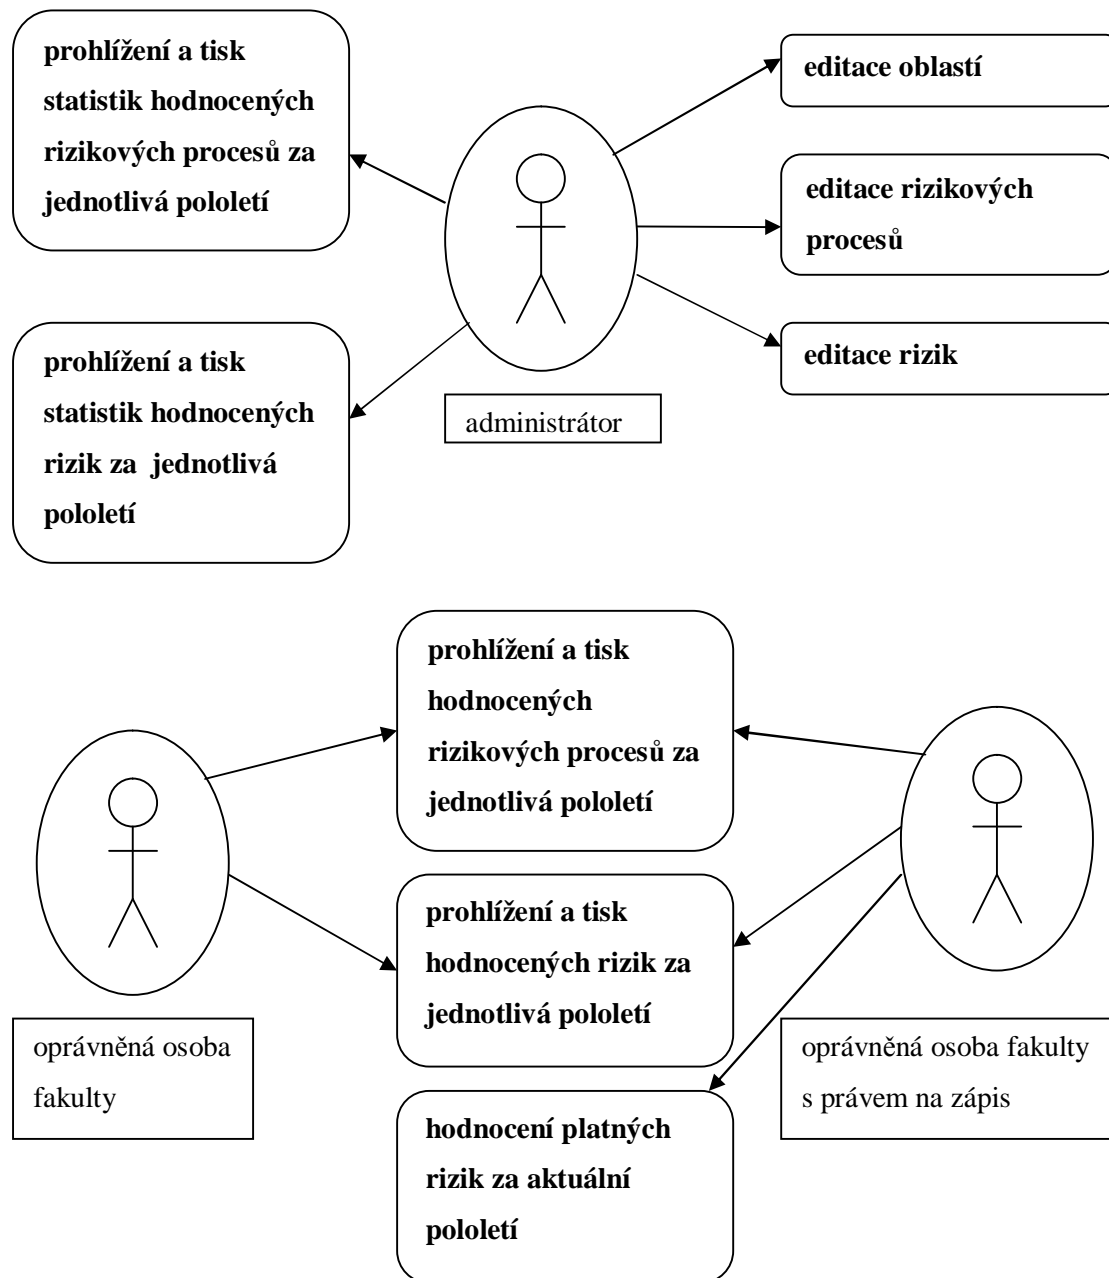 prohlížení a tisk
statistik hodnocených
rizikových procesů za
jednotlivá pololetí
editace oblastí
editace rizikových
procesů
editace rizik
prohlížení a tisk
statistik hodnocených
rizik za  jednotlivá
pololetí
administrátor
prohlížení a tisk
hodnocených
rizikových procesů za
jednotlivá pololetí
prohlížení a tisk
hodnocených rizik za
jednotlivá pololetí
oprávněná osoba
fakulty
oprávněná osoba fakulty
s právem na zápis
hodnocení platných
rizik za aktuální
pololetí